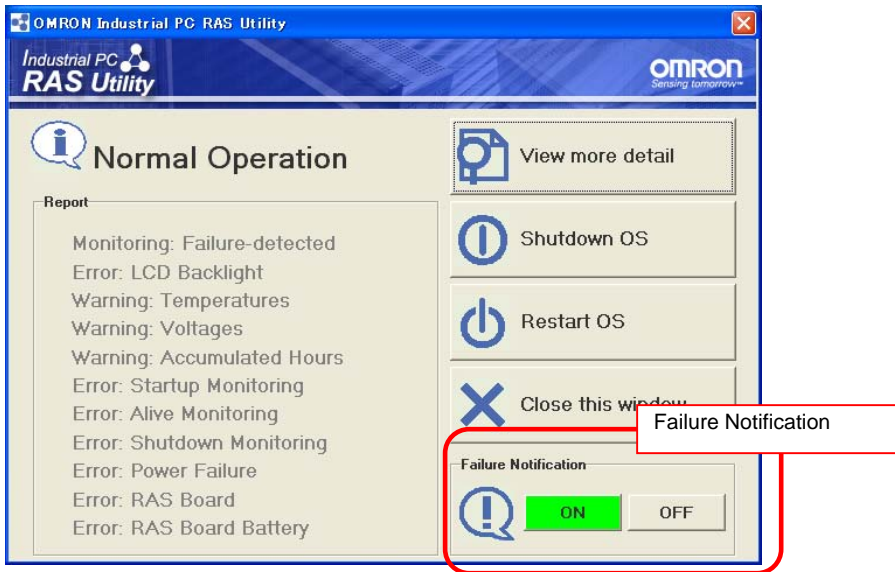 OMRON Industrial PC RAS Utility
Industrial PC
RAS Utility
OMRON
Sensing tomorrow™
Normal Operation
Report
Monitoring: Failure-detected
Error: LCD Backlight
Warning: Temperatures
Warning: Voltages
Warning: Accumulated Hours
Error: Startup Monitoring
Error: Alive Monitoring
Error: Shutdown Monitoring
Error: Power Failure
Error: RAS Board
Error: RAS Board Battery
View more detail
Shutdown OS
Restart OS
Close this window
Failure Notification
Failure Notification
ON
OFF